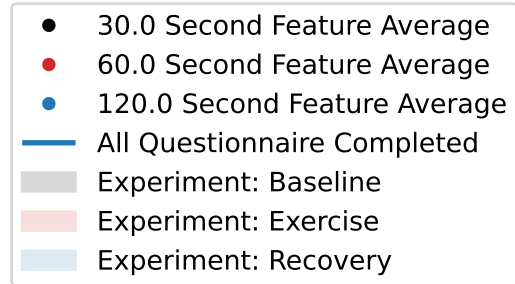 30.0 Second Feature Average
60.0 Second Feature Average
120.0 Second Feature Average
All Questionnaire Completed
Experiment: Baseline
Experiment: Exercise
Experiment: Recovery